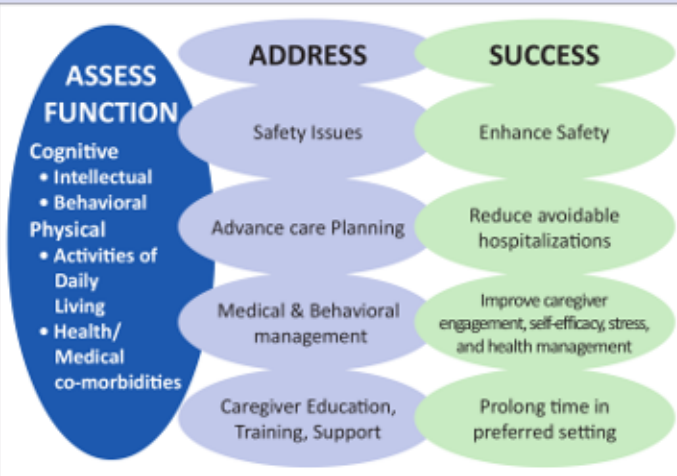 ASSESS
FUNCTION
Cognitive
• Intellectual
• Behavioral
Physical
• Activities of
Daily
Living
• Health/
Medical
co-morbidities
ADDRESS
Safety Issues
Advance care Planning
Medical & Behavioral
management
Caregiver Education,
Training, Support
SUCCESS
Enhance Safety
Reduce avoidable
hospitalizations
Improve caregiver
engagement, self-efficacy, stress,
and health management
Prolong time in
preferred setting